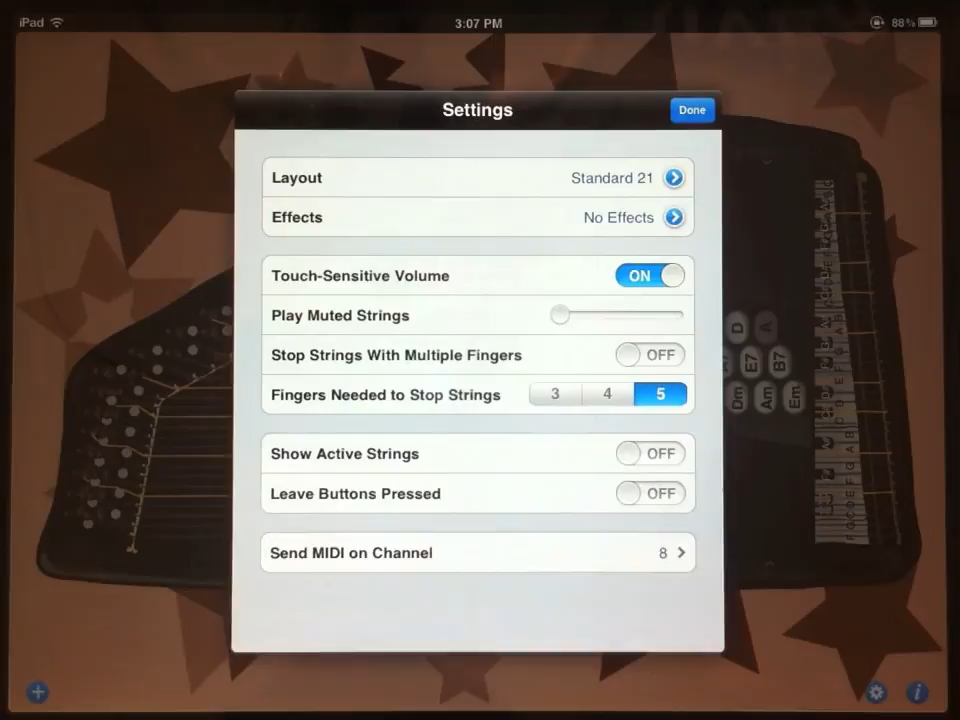 iPad 3:07 PM 88%
Settings Done
Layout Standard 21
Effects No Effects
Touch-Sensitive Volume ON
Play Muted Strings
Stop Strings With Multiple Fingers OFF
Fingers Needed to Stop Strings 3 4 5
Show Active Strings OFF
Leave Buttons Pressed OFF
Send MIDI on Channel 8
D A
E7 B7
Dm Am Em